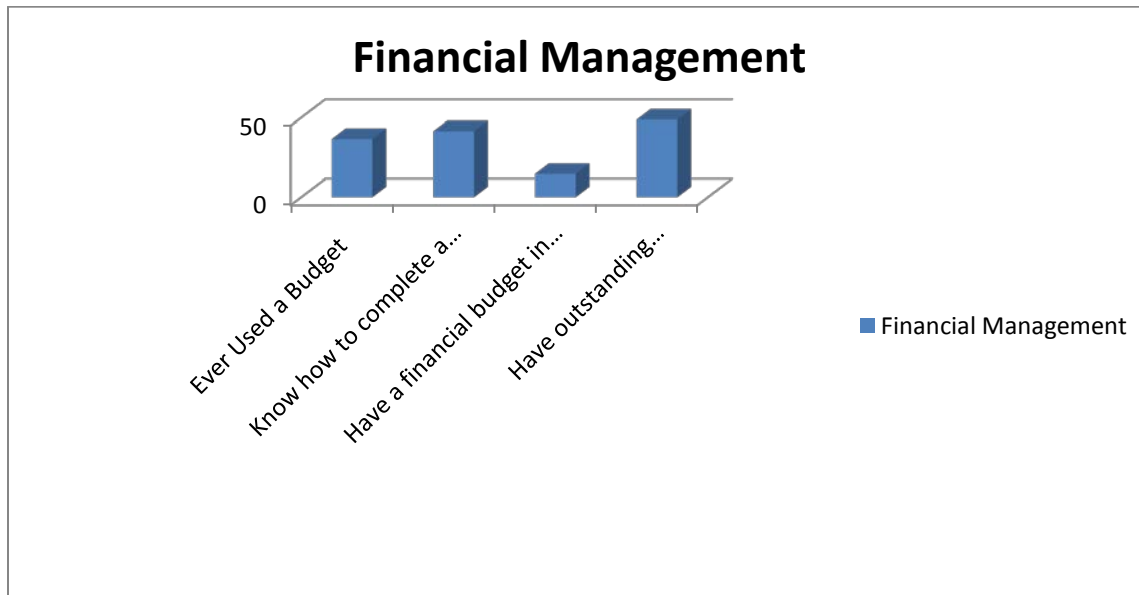 Financial Management
50
0
Ever Used a Budget
Know how to complete a...
Have a financial budget in...
Have outstanding...
Financial Management